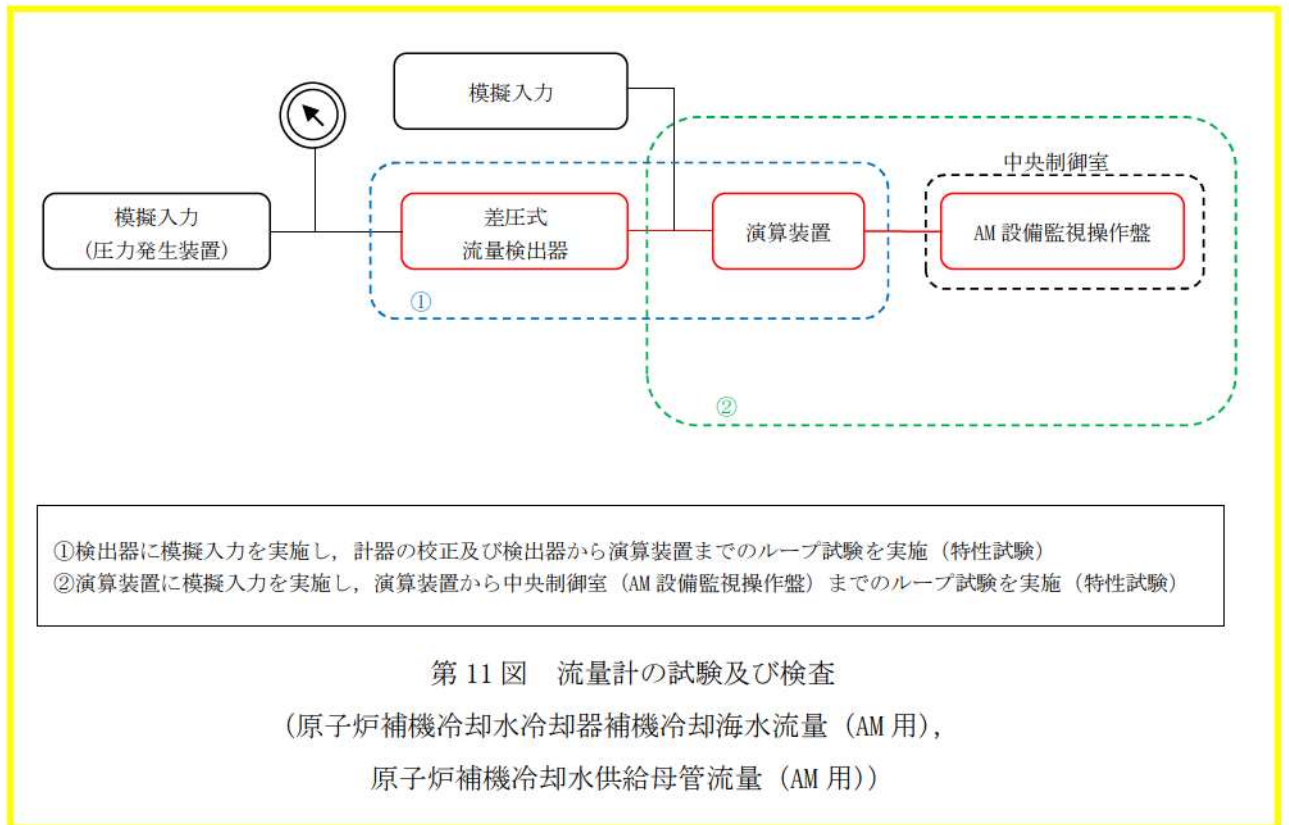 模擬入力
中央制御室
模擬入力
(圧力発生装置)
差圧式
流量検出器
演算装置
AM 設備監視操作盤
①
②
①検出器に模擬入力を実施し，計器の校正及び検出器から演算装置までのループ試験を実施（特性試験）
②演算装置に模擬入力を実施し，演算装置から中央制御室（AM 設備監視操作盤）までのループ試験を実施（特性試験）
第 11 図　流量計の試験及び検査
(原子炉補機冷却水冷却器補機冷却海水流量（AM 用），
原子炉補機冷却水供給母管流量（AM 用))